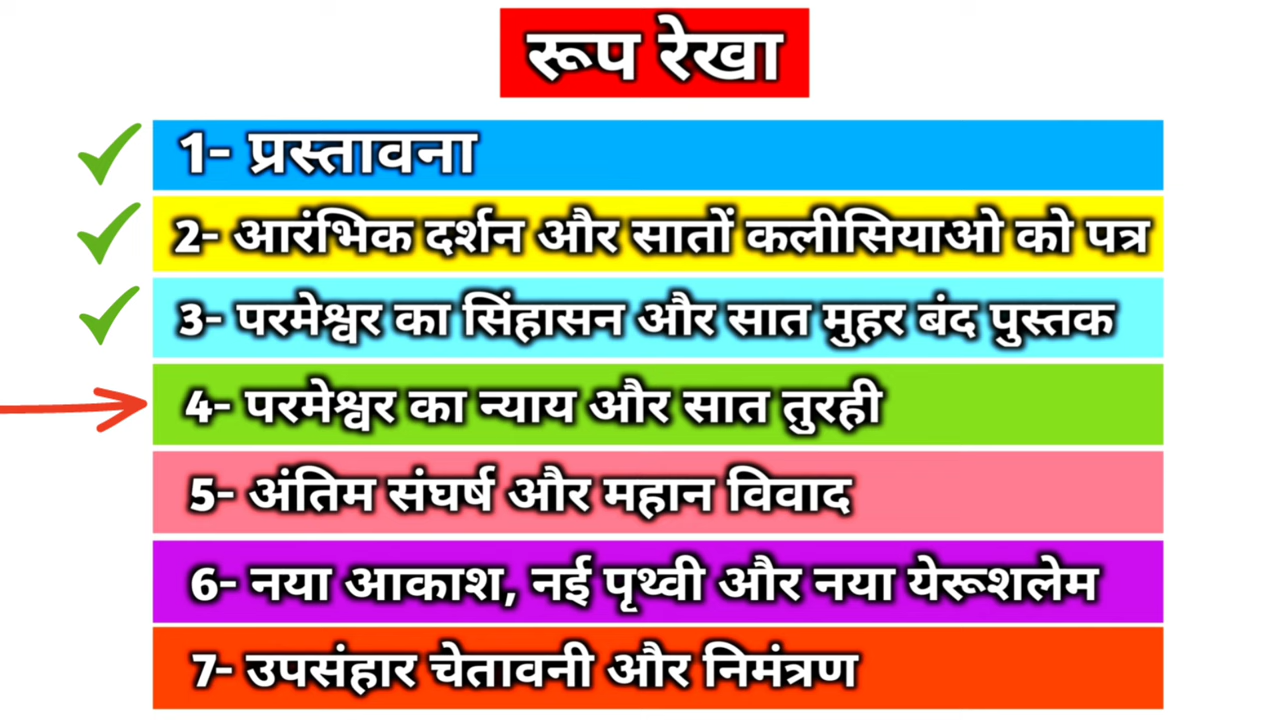 रूप रेखा
1- प्रस्तावना
2- आरंभिक दर्शन और सातों कलीसियाओ को पत्र
3- परमेश्वर का सिंहासन और सात मुहर बंद पुस्तक
4- परमेश्वर का न्याय और सात तुरही
5- अंतिम संघर्ष और महान विवाद
6- नया आकाश, नई पृथ्वी और नया येरूशलेम
7- उपसंहार चेतावनी और निमंत्रण